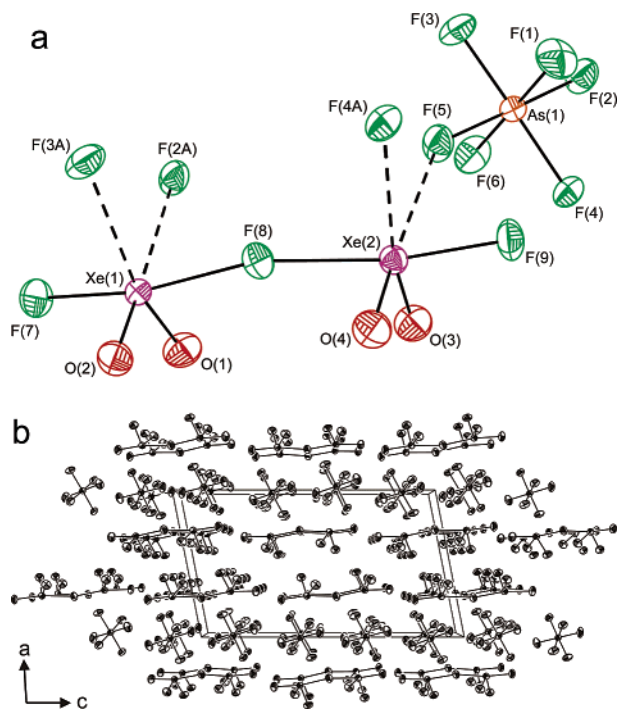 a
F(3)
F(1)
F(4A)
F(5)
As(1)
F(2)
F(3A)
F(2A)
F(6)
F(8)
Xe(2)
F(4)
F(9)
Xe(1)
F(7)
O(4)
O(3)
O(2)
O(1)
b
a
c